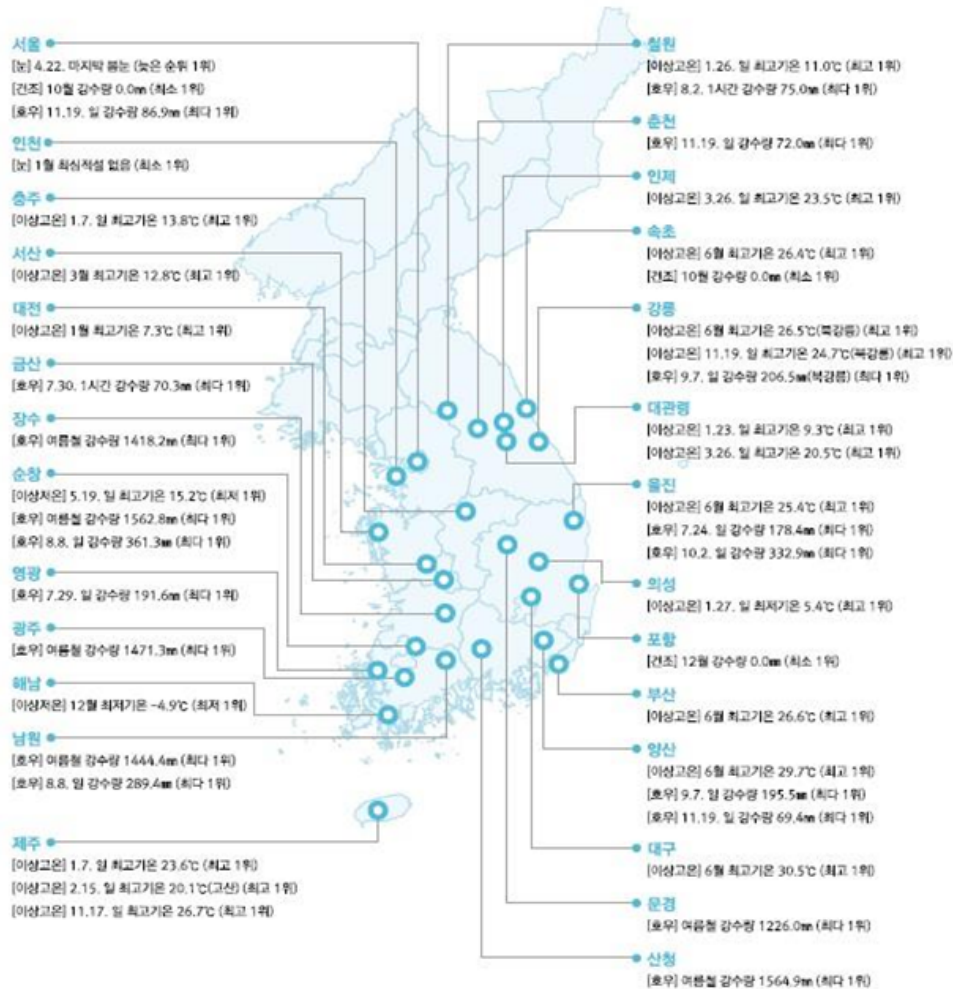 서울
[눈] 4.22. 마지막 봄눈 (늦은 순위 1위)
[건조] 10월 강수량 0.0㎜ (최소 1위)
[호우] 11.19. 일 강수량 86.9㎜ (최다 1위)
인천
[눈] 1월 최심적설 없음 (최소 1위)
충주
[이상고온] 1.7. 일 최고기온 13.8℃ (최고 1위)
서산
[이상고온] 3월 최고기온 12.8℃ (최고 1위)
대전
[이상고온] 1월 최고기온 7.3℃ (최고 1위)
금산
[호우] 7.30. 1시간 강수량 70.3㎜ (최다 1위)
장수
[호우] 여름철 강수량 1418.2㎜ (최다 1위)
순창
[이상저온] 5.19. 일 최고기온 15.2℃ (최저 1위)
[호우] 여름철 강수량 1562.8㎜ (최다 1위)
[호우] 8.8. 일 강수량 361.3㎜ (최다 1위)
영광
[호우] 7.29. 일 강수량 191.6㎜ (최다 1위)
광주
[호우] 여름철 강수량 1471.3㎜ (최다 1위)
해남
[이상저온] 12월 최저기온 -4.9℃ (최저 1위)
남원
[호우] 여름철 강수량 1444.4㎜ (최다 1위)
[호우] 8.8. 일 강수량 289.4㎜ (최다 1위)
제주
[이상고온] 1.7. 일 최고기온 23.6℃ (최고 1위)
[이상고온] 2.15. 일 최고기온 20.1℃(고산) (최고 1위)
[이상고온] 11.17. 일 최고기온 26.7℃ (최고 1위)
철원
[이상고온] 1.26. 일 최고기온 11.0℃ (최고 1위)
[호우] 8.2. 1시간 강수량 75.0㎜ (최다 1위)
춘천
[호우] 11.19. 일 강수량 72.0㎜ (최다 1위)
인제
[이상고온] 3.26. 일 최고기온 23.5℃ (최고 1위)
속초
[이상고온] 6월 최고기온 26.4℃ (최고 1위)
[건조] 10월 강수량 0.0㎜ (최소 1위)
강릉
[이상고온] 6월 최고기온 26.5℃(북강릉) (최고 1위)
[이상고온] 11.19. 일 최고기온 24.7℃(북강릉) (최고 1위)
[호우] 9.7. 일 강수량 206.5㎜(북강릉) (최다 1위)
대관령
[이상고온] 1.23. 일 최고기온 9.3℃ (최고 1위)
[이상고온] 3.26. 일 최고기온 20.5℃ (최고 1위)
울진
[이상고온] 6월 최고기온 25.4℃ (최고 1위)
[호우] 7.24. 일 강수량 178.4㎜ (최다 1위)
[호우] 10.2. 일 강수량 332.9㎜ (최다 1위)
의성
[이상고온] 1.27. 일 최저기온 5.4℃ (최고 1위)
포항
[건조] 12월 강수량 0.0㎜ (최소 1위)
부산
[이상고온] 6월 최고기온 26.6℃ (최고 1위)
양산
[이상고온] 6월 최고기온 29.7℃ (최고 1위)
[호우] 9.7. 일 강수량 195.5㎜ (최다 1위)
[호우] 11.19. 일 강수량 69.4㎜ (최다 1위)
대구
[이상고온] 6월 최고기온 30.5℃ (최고 1위)
문경
[호우] 여름철 강수량 1226.0㎜ (최다 1위)
산청
[호우] 여름철 강수량 1564.9㎜ (최다 1위)